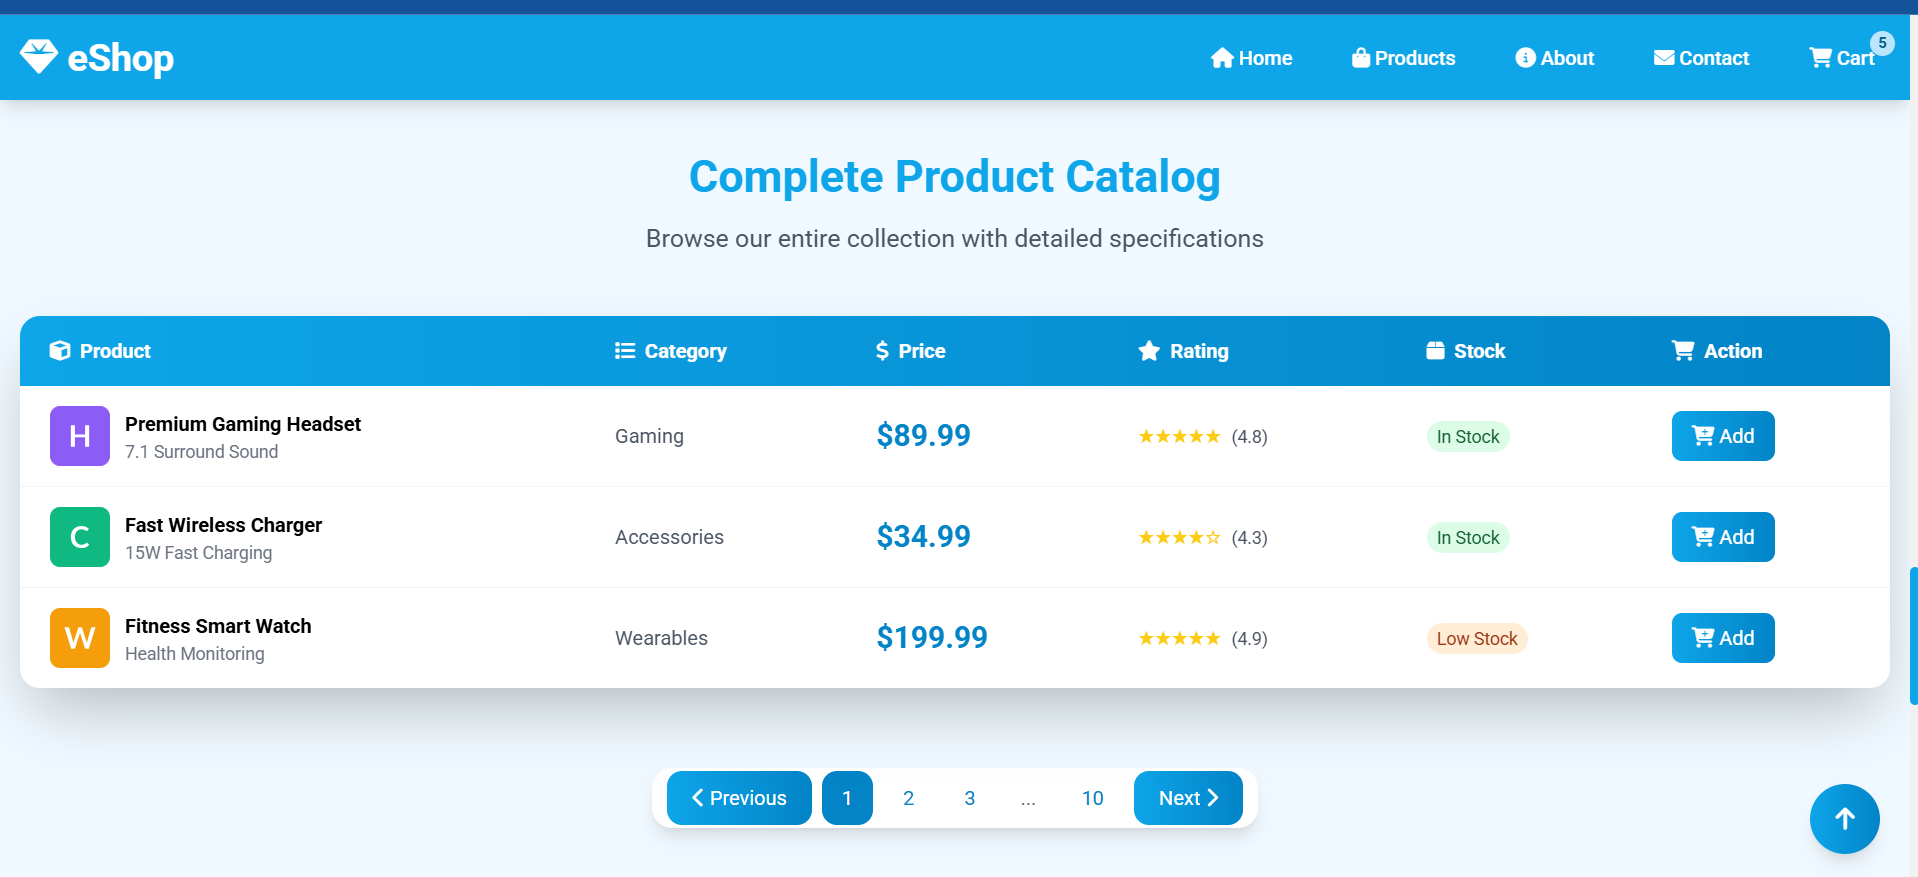 eShop
Home Products About Contact Cart 5
Complete Product Catalog
Browse our entire collection with detailed specifications
Product Category Price Rating Stock Action
H Premium Gaming Headset
7.1 Surround Sound
Gaming $89.99 ★★★★★ (4.8) In Stock Add
C Fast Wireless Charger
15W Fast Charging
Accessories $34.99 ★★★★☆ (4.3) In Stock Add
W Fitness Smart Watch
Health Monitoring
Wearables $199.99 ★★★★★ (4.9) Low Stock Add
Previous 1 2 3 ... 10 Next